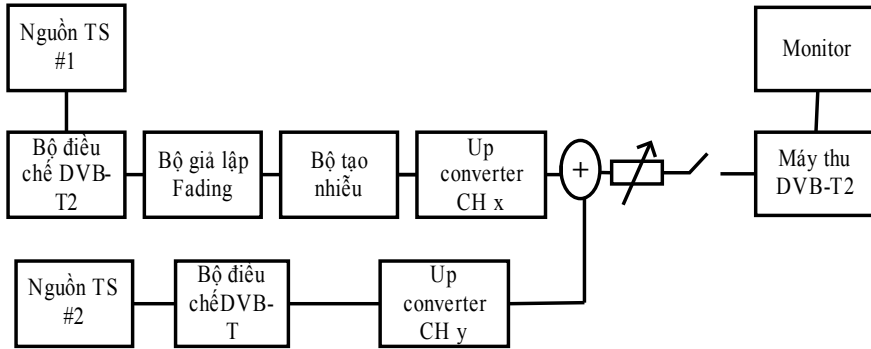 Nguồn TS
#1
Monitor
Bộ điều
chế DVB-
T2
Bộ giả lập
Fading
Bộ tạo
nhiễu
Up
converter
CH x
+
Máy thu
DVB-T2
Nguồn TS
#2
Bộ điều
chếDVB-
T
Up
converter
CH y